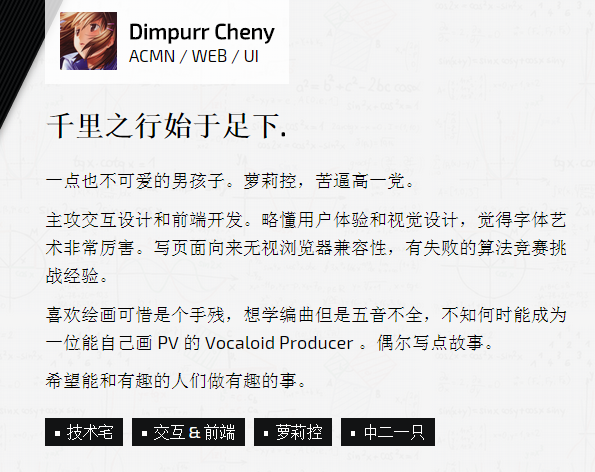 Dimpurr Cheny
ACMN / WEB / UI
千里之行始于足下.
一点也不可爱的男孩子。萝莉控，苦逼高一党。
主攻交互设计和前端开发。略懂用户体验和视觉设计，觉得字体艺
术非常厉害。写页面向来无视浏览器兼容性，有失败的算法竞赛挑
战经验。
喜欢绘画可惜是个手残，想学编曲但是五音不全，不知何时能成为
一位能自己画 PV 的 Vocaloid Producer 。偶尔写点故事。
希望能和有趣的人们做有趣的事。
▪ 技术宅 ▪ 交互 & 前端 ▪ 萝莉控 ▪ 中二一只